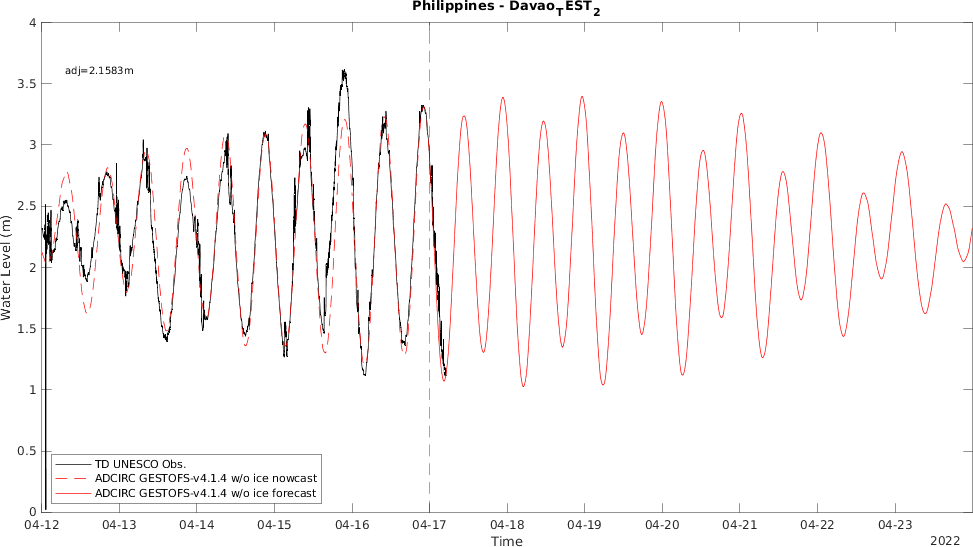 Philippines - Davao_TEST_2
4
3.5
3
2.5
2
1.5
1
0.5
0
Water Level (m)
adj=2.1583m
TD UNESCO Obs.
ADCIRC GESTOFS-v4.1.4 w/o ice nowcast
ADCIRC GESTOFS-v4.1.4 w/o ice forecast
04-12 04-13 04-14 04-15 04-16 04-17 04-18 04-19 04-20 04-21 04-22 04-23
Time
2022